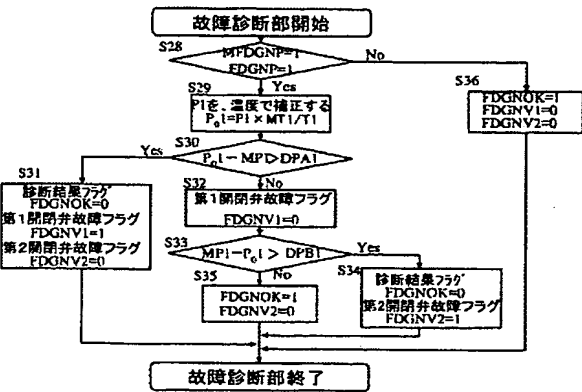 故障診断部開始
S28
MFDGNP=1
FDGNP=1
No
Yes
S29
P1を、温度で補正する
P₀1=P1×MT1/T1
S36
FDGNOK=1
FDGNV1=0
FDGNV2=0
S30
P₀1-MP1>DPA1
Yes
No
S31
診断結果フラグ
FDGNOK=0
第1開閉弁故障フラグ
FDGNV1=1
第2開閉弁故障フラグ
FDGNV2=0
S32
第1開閉弁故障フラグ
FDGNV1=0
S33
MP1-P₀1>DPB1
Yes
No
S34
診断結果フラグ
FDGNOK=0
第2開閉弁故障フラグ
FDGNV2=1
S35
FDGNOK=1
FDGNV2=0
故障診断部終了